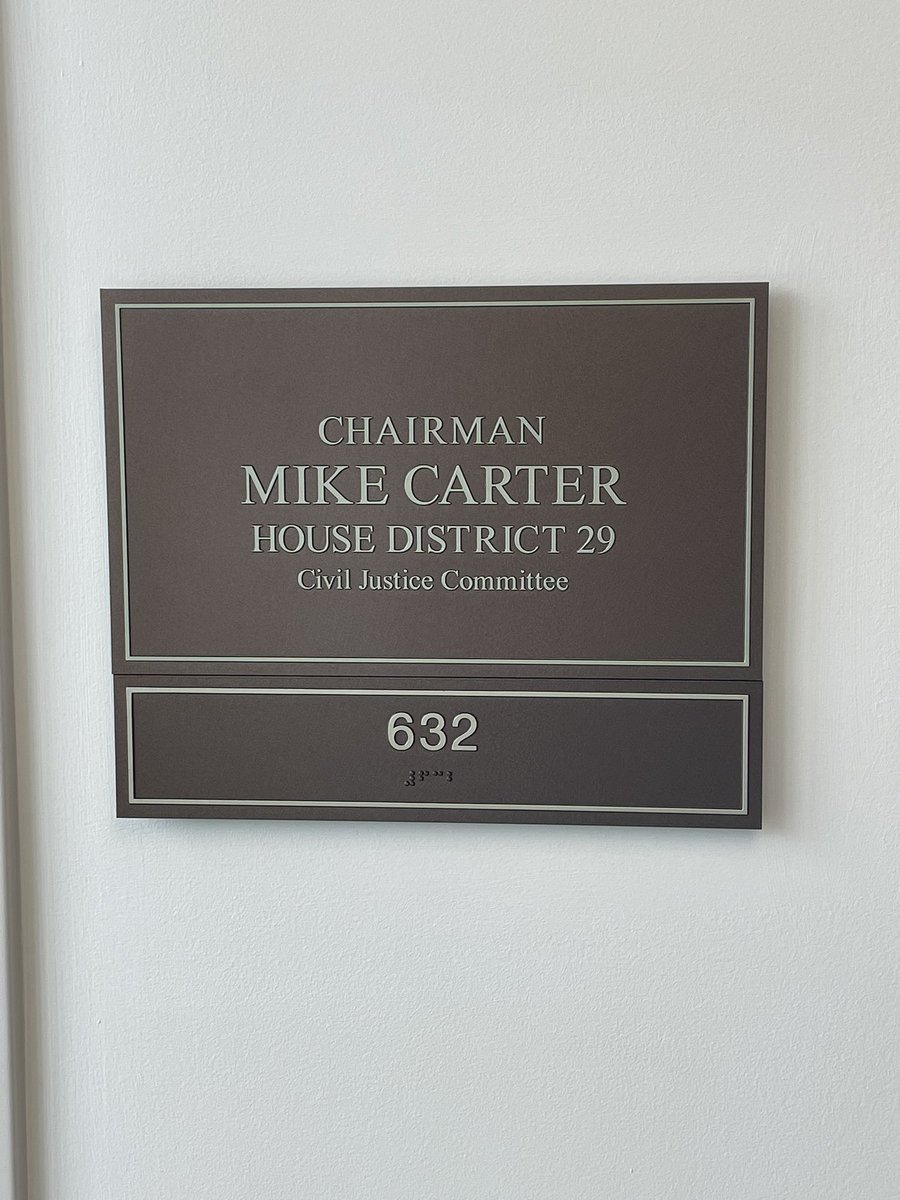 CHAIRMAN
MIKE CARTER
HOUSE DISTRICT 29
Civil Justice Committee
632
⠼⠋⠉⠃